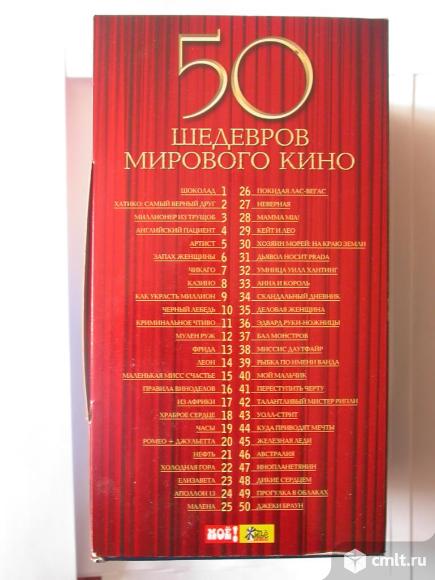 50
ШЕДЕВРОВ
МИРОВОГО КИНО
ШОКОЛАД 1
ХАТИКО: САМЫЙ ВЕРНЫЙ ДРУГ 2
МИЛЛИОНЕР ИЗ ТРУЩОБ 3
АНГЛИЙСКИЙ ПАЦИЕНТ 4
АРТИСТ 5
ЗАПАХ ЖЕНЩИНЫ 6
ЧИКАГО 7
КАЗИНО 8
КАК УКРАСТЬ МИЛЛИОН 9
ЧЕРНЫЙ ЛЕБЕДЬ 10
КРИМИНАЛЬНОЕ ЧТИВО 11
МУЛЕН РУЖ 12
ФРИДА 13
ЛЕОН 14
МАЛЕНЬКАЯ МИСС СЧАСТЬЕ 15
ПРАВИЛА ВИНОДЕЛОВ 16
ИЗ АФРИКИ 17
ХРАБРОЕ СЕРДЦЕ 18
ЧАСЫ 19
РОМЕО + ДЖУЛЬЕТТА 20
НЕФТЬ 21
ХОЛОДНАЯ ГОРА 22
ЕЛИЗАВЕТА 23
АПОЛЛОН 13 24
МАЛЕНА 25
26 ПОКИДАЯ ЛАС-ВЕГАС
27 НЕВЕРНАЯ
28 МАММА MIA!
29 КЕЙТ И ЛЕО
30 ХОЗЯИН МОРЕЙ: НА КРАЮ ЗЕМЛИ
31 ДЬЯВОЛ НОСИТ PRADA
32 УМНИЦА УИЛЛ ХАНТИНГ
33 АННА И КОРОЛЬ
34 СКАНДАЛЬНЫЙ ДНЕВНИК
35 ДЕЛОВАЯ ЖЕНЩИНА
36 ЭДВАРД РУКИ-НОЖНИЦЫ
37 БАЛ МОНСТРОВ
38 МИССИС ДАУТФАЙР
39 РЫБКА ПО ИМЕНИ ВАНДА
40 МОЙ МАЛЬЧИК
41 ПЕРЕСТУПИТЬ ЧЕРТУ
42 ТАЛАНТЛИВЫЙ МИСТЕР РИПЛИ
43 УОЛЛ-СТРИТ
44 КУДА ПРИВОДЯТ МЕЧТЫ
45 ЖЕЛЕЗНАЯ ЛЕДИ
46 АВСТРАЛИЯ
47 ИНОПЛАНЕТЯНИН
48 ДИКИЕ СЕРДЦЕМ
49 ПРОГУЛКА В ОБЛАКАХ
50 ДЖЕКИ БРАУН
МОЁ!
cmlt.ru